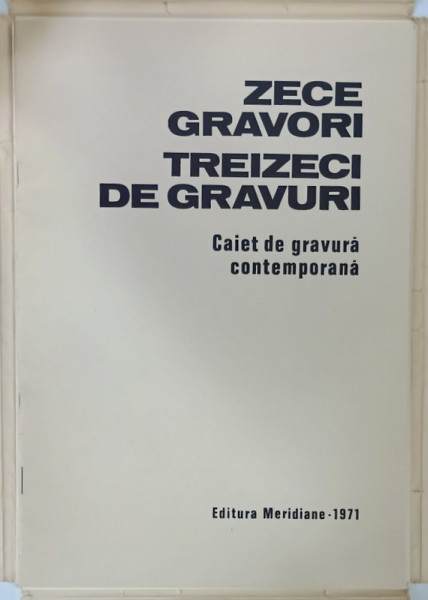 ZECE
GRAVORI
TREIZECI
DE GRAVURI
Caiet de gravură
contemporană
Editura Meridiane-1971